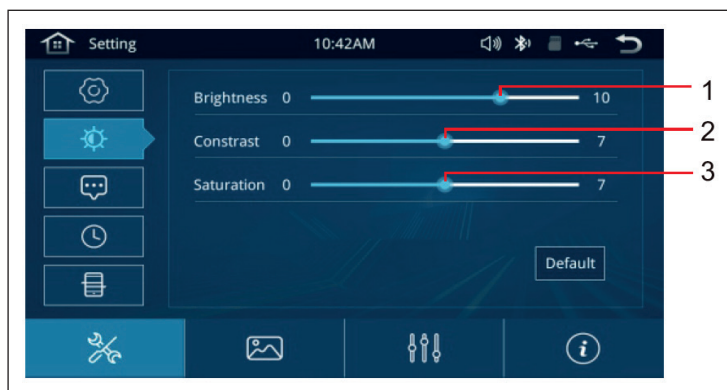 Setting 10:42AM
Brightness 0 10 1
Constrast 0 7 2
Saturation 0 7 3
Default